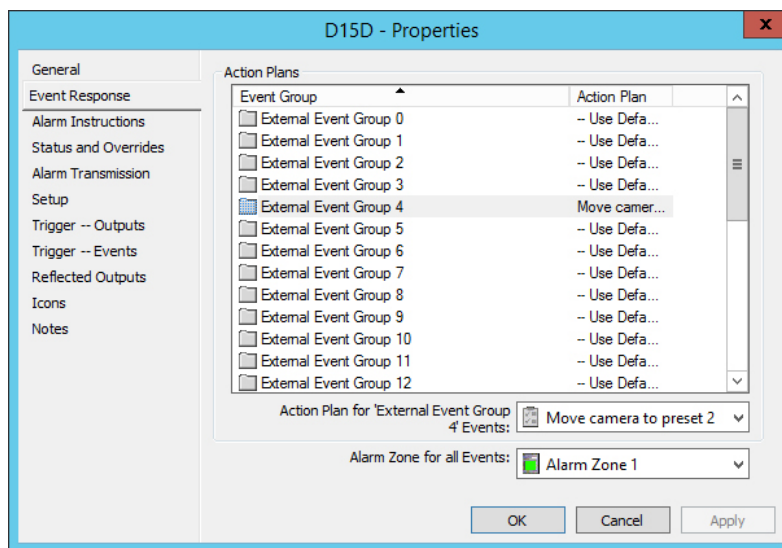 D15D - Properties
x
General
Event Response
Alarm Instructions
Status and Overrides
Alarm Transmission
Setup
Trigger -- Outputs
Trigger -- Events
Reflected Outputs
Icons
Notes
Action Plans
Event Group Action Plan
External Event Group 0 -- Use Defa...
External Event Group 1 -- Use Defa...
External Event Group 2 -- Use Defa...
External Event Group 3 -- Use Defa...
External Event Group 4 Move camer...
External Event Group 5 -- Use Defa...
External Event Group 6 -- Use Defa...
External Event Group 7 -- Use Defa...
External Event Group 8 -- Use Defa...
External Event Group 9 -- Use Defa...
External Event Group 10 -- Use Defa...
External Event Group 11 -- Use Defa...
External Event Group 12 -- Use Defa...
Action Plan for 'External Event Group
4' Events: Move camera to preset 2
Alarm Zone for all Events: Alarm Zone 1
OK Cancel Apply